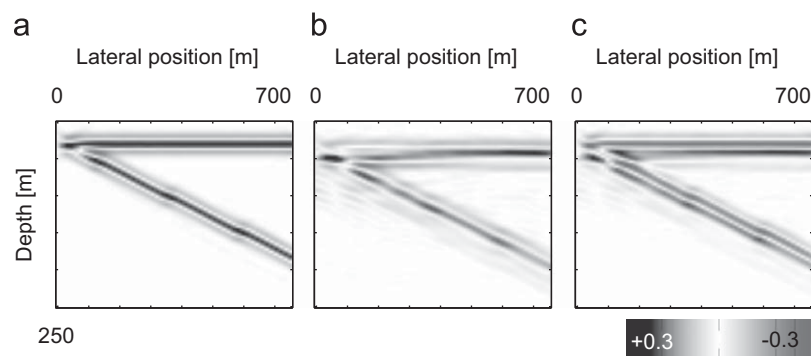 a b c
Lateral position [m] Lateral position [m] Lateral position [m]
0 700 0 700 0 700
Depth [m]
250
+0.3 -0.3